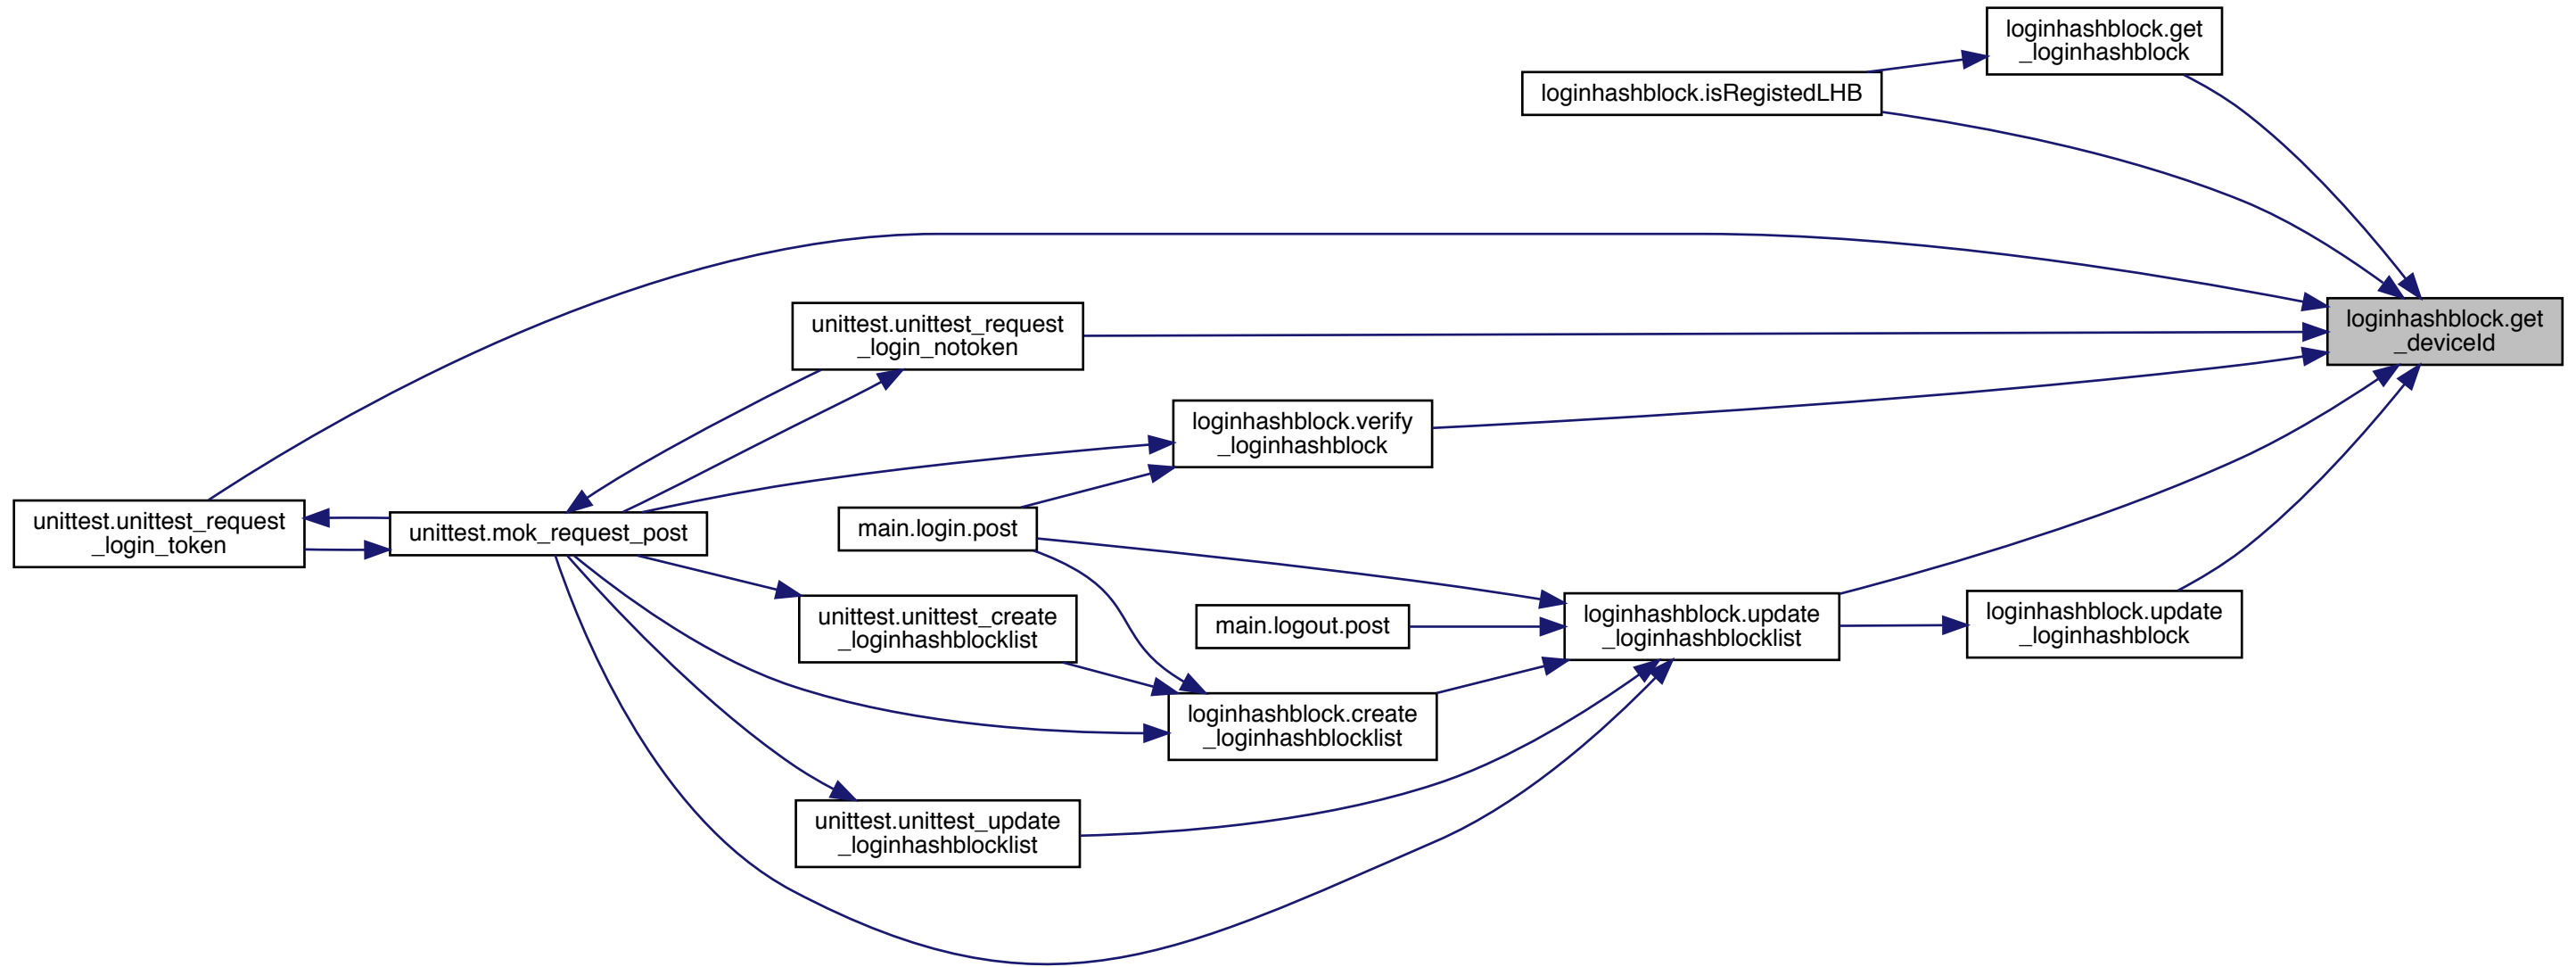 loginhashblock.get
_loginhashblock
loginhashblock.isRegistedLHB
loginhashblock.get
_deviceId
unittest.unittest_request
_login_notoken
loginhashblock.verify
_loginhashblock
unittest.unittest_request
_login_token
unittest.mok_request_post
main.login.post
unittest.unittest_create
_loginhashblocklist
main.logout.post
loginhashblock.update
_loginhashblocklist
loginhashblock.update
_loginhashblock
loginhashblock.create
_loginhashblocklist
unittest.unittest_update
_loginhashblocklist